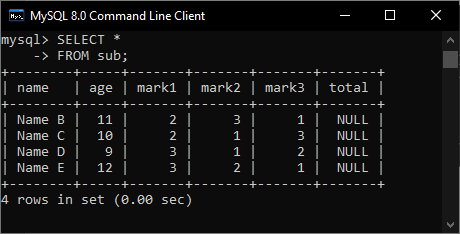 MySQL 8.0 Command Line Client
mysql> SELECT *
    -> FROM sub;
+--------+-----+-------+-------+-------+-------+
| name   | age | mark1 | mark2 | mark3 | total |
+--------+-----+-------+-------+-------+-------+
| Name B |  11 |     2 |     3 |     1 |  NULL |
| Name C |  10 |     2 |     1 |     3 |  NULL |
| Name D |   9 |     3 |     1 |     2 |  NULL |
| Name E |  12 |     3 |     2 |     1 |  NULL |
+--------+-----+-------+-------+-------+-------+
4 rows in set (0.00 sec)